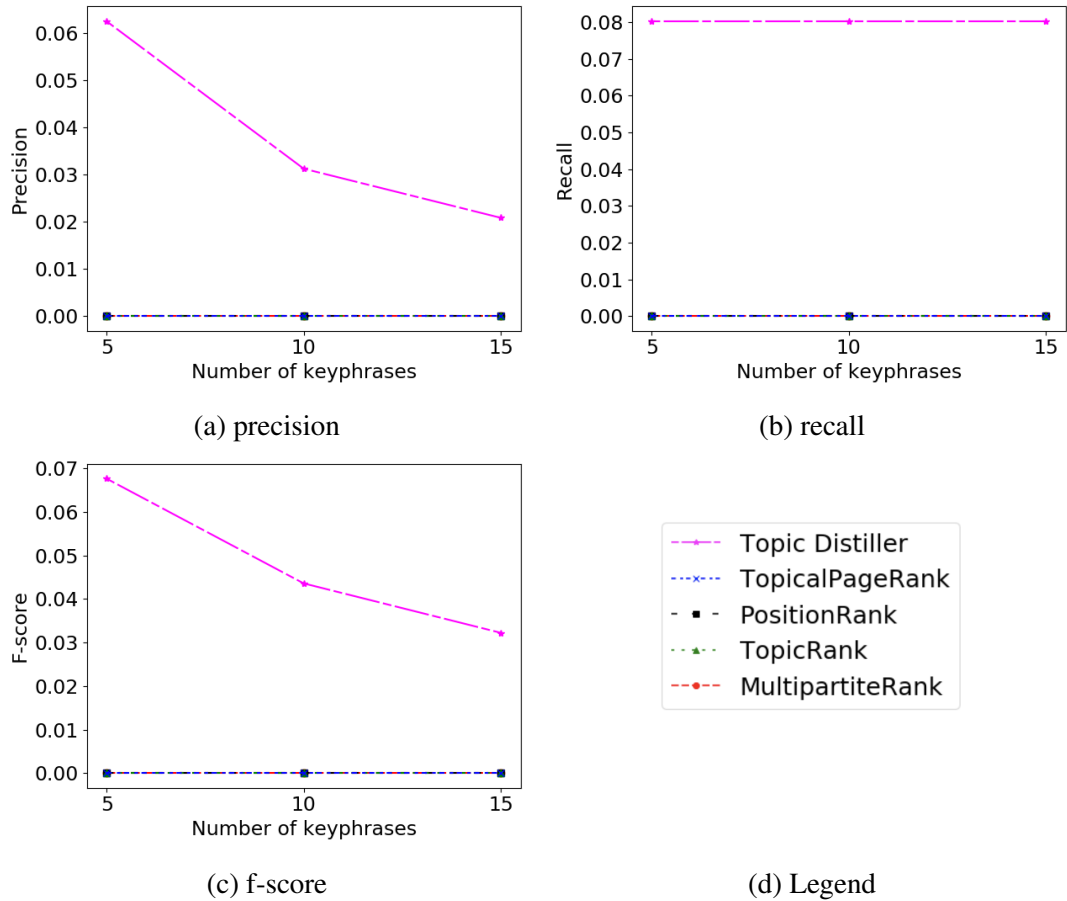 0.06
0.05
0.04
0.03
0.02
0.01
0.00
Precision
5 10 15
Number of keyphrases
(a) precision
0.08
0.07
0.06
0.05
0.04
0.03
0.02
0.01
0.00
Recall
5 10 15
Number of keyphrases
(b) recall
0.07
0.06
0.05
0.04
0.03
0.02
0.01
0.00
F-score
5 10 15
Number of keyphrases
(c) f-score
Topic Distiller
TopicalPageRank
PositionRank
TopicRank
MultipartiteRank
(d) Legend